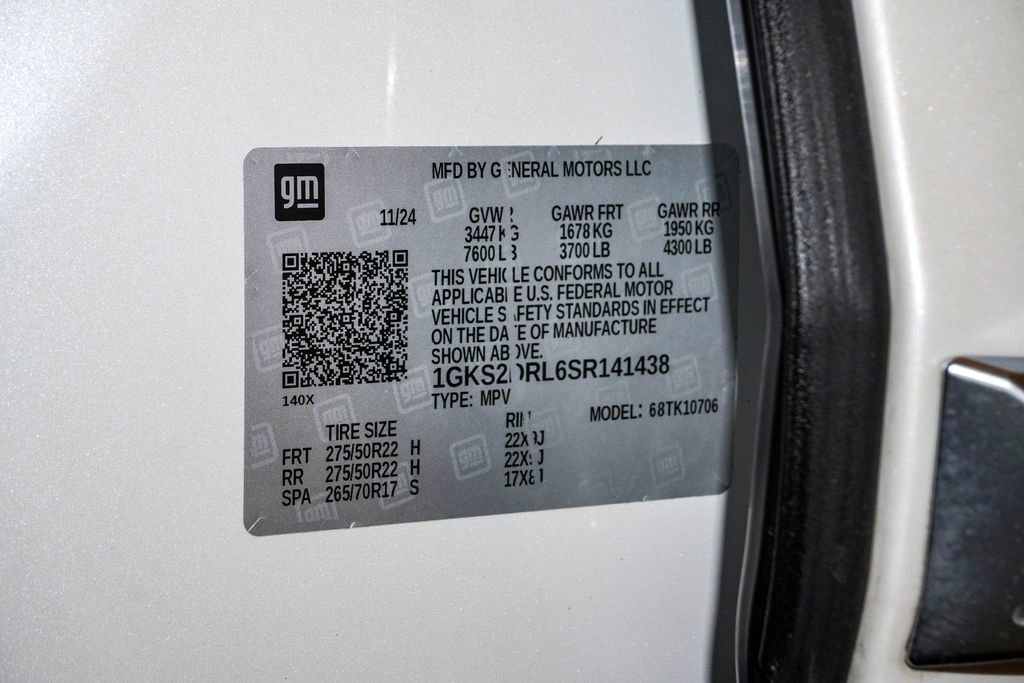 gm
MFD BY GENERAL MOTORS LLC
11/24 GVWR GAWR FRT GAWR RR
3447 KG 1678 KG 1950 KG
7600 LB 3700 LB 4300 LB
THIS VEHICLE CONFORMS TO ALL
APPLICABLE U.S. FEDERAL MOTOR
VEHICLE SAFETY STANDARDS IN EFFECT
ON THE DATE OF MANUFACTURE
SHOWN ABOVE.
140X
1GKS2DRL6SR141438
TYPE: MPV MODEL: 68TK10706
TIRE SIZE RIM
FRT 275/50R22 H 22X9J
RR 275/50R22 H 22X9J
SPA 265/70R17 S 17X8J